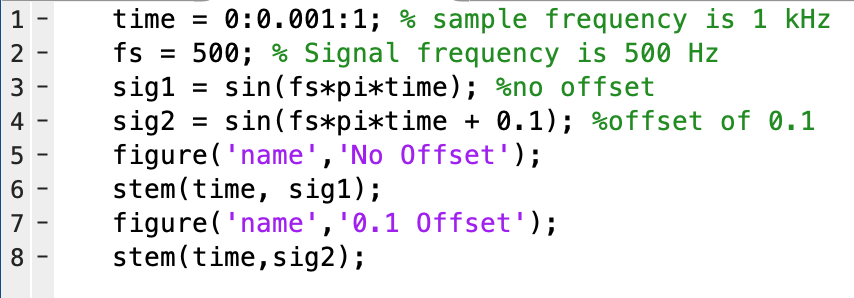 1 - time = 0:0.001:1; % sample frequency is 1 kHz
2 - fs = 500; % Signal frequency is 500 Hz
3 - sig1 = sin(fs*pi*time); %no offset
4 - sig2 = sin(fs*pi*time + 0.1); %offset of 0.1
5 - figure('name','No Offset');
6 - stem(time, sig1);
7 - figure('name','0.1 Offset');
8 - stem(time,sig2);